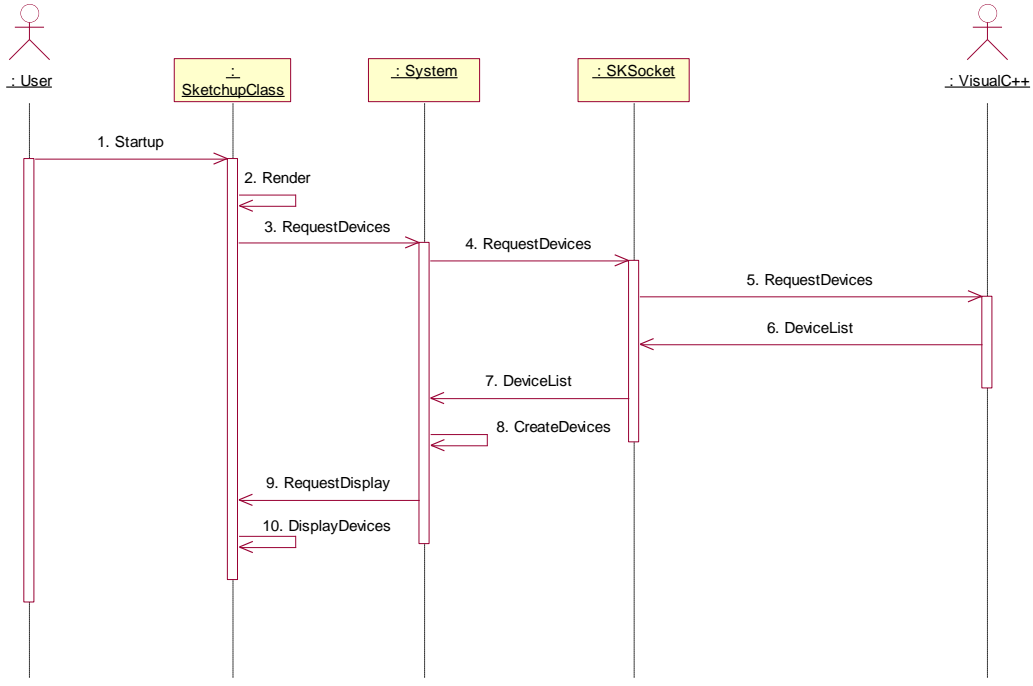 : User
:
SketchupClass
: System
: SKSocket
: VisualC++
1. Startup
2. Render
3. RequestDevices
4. RequestDevices
5. RequestDevices
6. DeviceList
7. DeviceList
8. CreateDevices
9. RequestDisplay
10. DisplayDevices